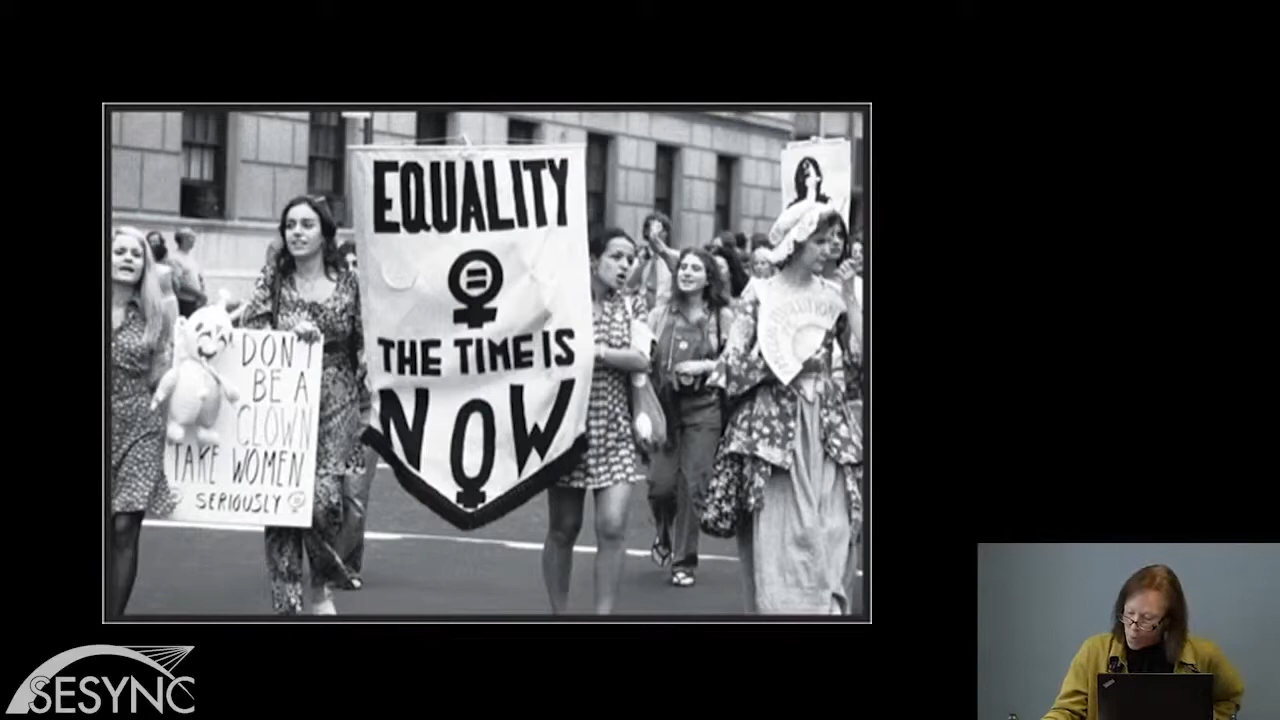 EQUALITY
=
THE TIME IS
NOW
DON'T
BE A
CLOWN
TAKE WOMEN
SERIOUSLY
SESYNC